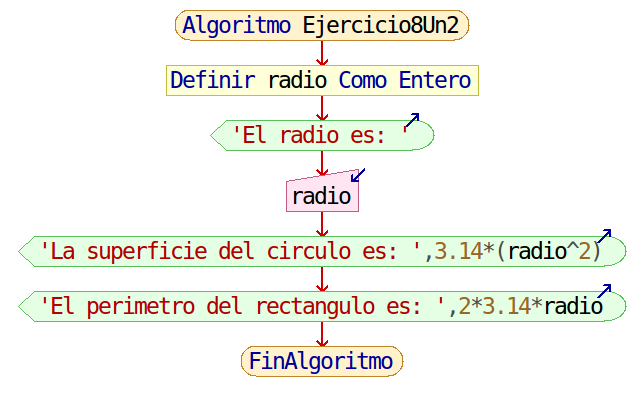 Algoritmo Ejercicio8Un2
Definir radio Como Entero
'El radio es: '
radio
'La superficie del circulo es: ',3.14*(radio^2)
'El perimetro del rectangulo es: ',2*3.14*radio
FinAlgoritmo